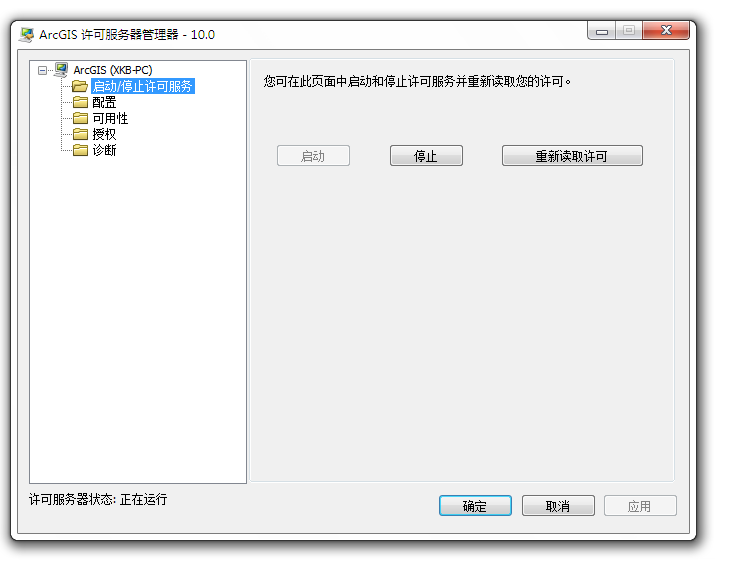 ArcGIS 许可服务器管理器 - 10.0
ArcGIS (XKB-PC)
启动/停止许可服务
配置
可用性
授权
诊断
您可在此页面中启动和停止许可服务并重新读取您的许可。
启动
停止
重新读取许可
许可服务器状态: 正在运行
确定
取消
应用